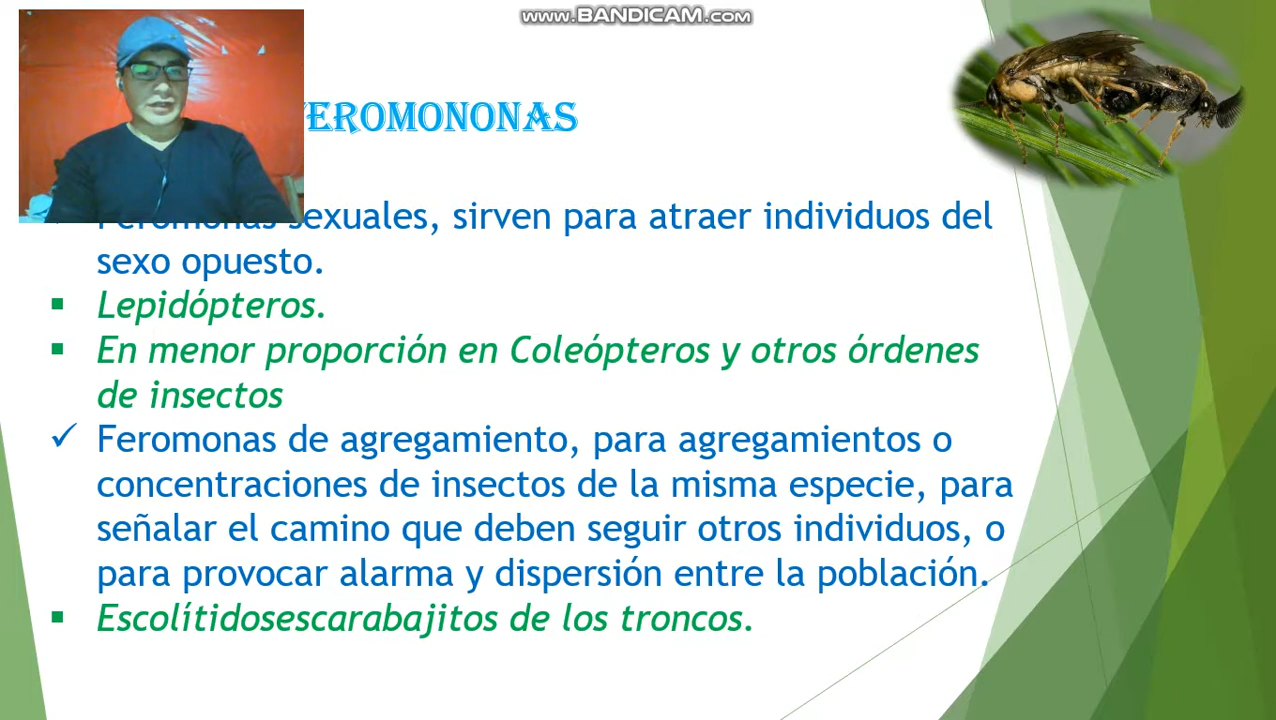 www.BANDICAM.com
EROMONONAS
Feromonas sexuales, sirven para atraer individuos del
sexo opuesto.
Lepidópteros.
En menor proporción en Coleópteros y otros órdenes
de insectos
Feromonas de agregamiento, para agregamientos o
concentraciones de insectos de la misma especie, para
señalar el camino que deben seguir otros individuos, o
para provocar alarma y dispersión entre la población.
Escolítidosescarabajitos de los troncos.